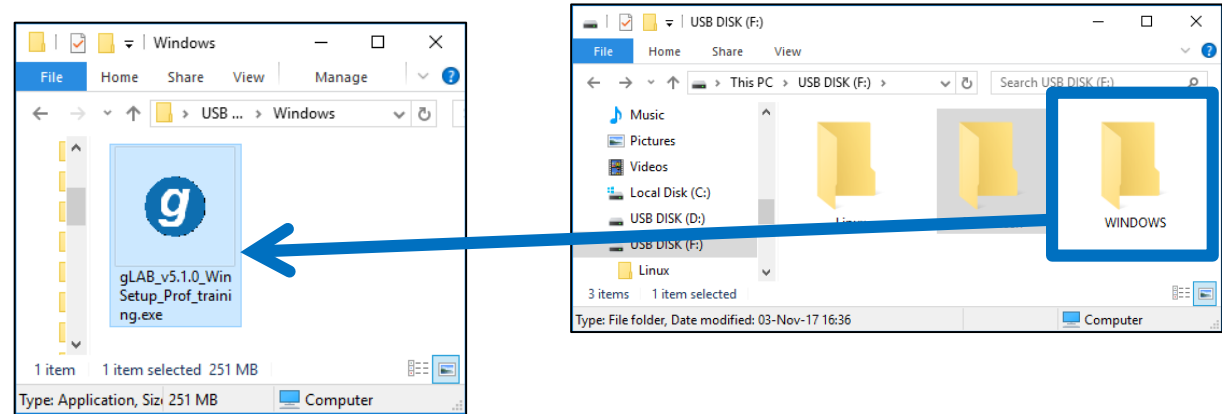 Windows
File Home Share View Manage
USB ... Windows
gLAB_v5.1.0_Win
Setup_Prof_traini
ng.exe
1 item 1 item selected 251 MB
Type: Application, Siz 251 MB Computer
USB DISK (F:)
File Home Share View
This PC USB DISK (F:) Search USB DISK (F:)
Music
Pictures
Videos
Local Disk (C:)
USB DISK (D:)
USB DISK (F:)
Linux
Linux
WINDOWS
3 items 1 item selected
Type: File folder, Date modified: 03-Nov-17 16:36 Computer